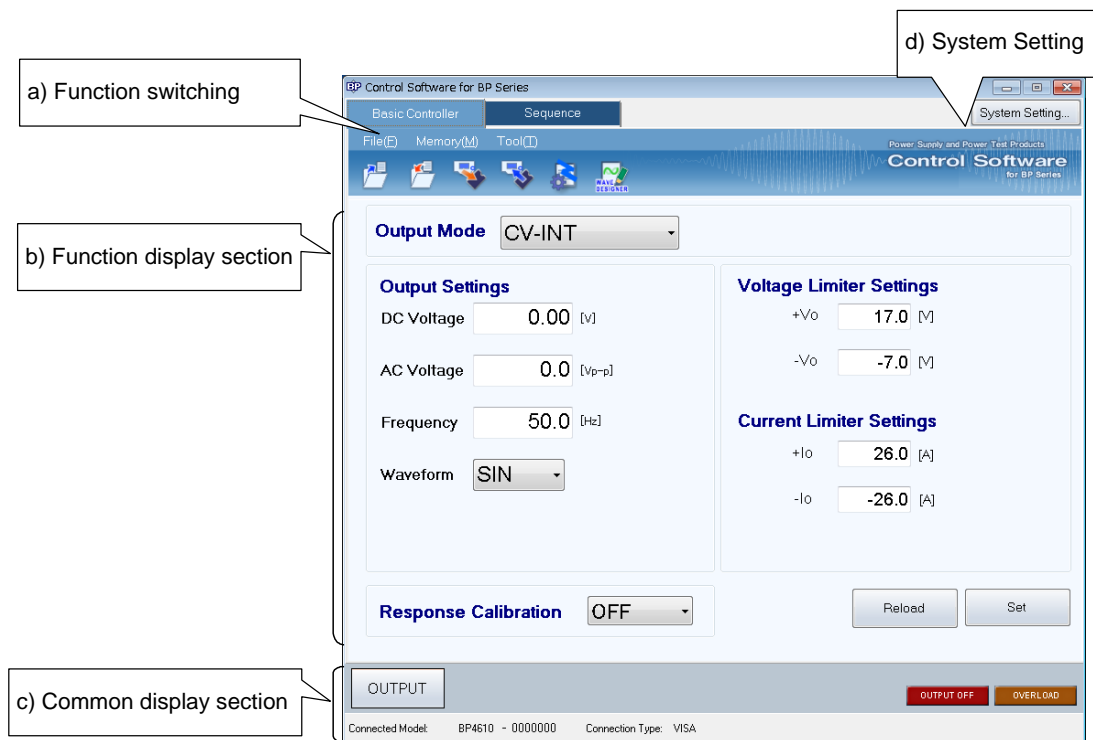 d) System Setting
a) Function switching
BP Control Software for BP Series
Basic Controller
Sequence
System Setting...
File(F) Memory(M) Tool(T)
Power Supply and Power Test Products
Control Software
for BP Series
WAVE
DESIGNER
b) Function display section
Output Mode CV-INT
Output Settings
DC Voltage 0.00 [V]
AC Voltage 0.0 [Vp-p]
Frequency 50.0 [Hz]
Waveform SIN
Voltage Limiter Settings
+Vo 17.0 [V]
-Vo -7.0 [V]
Current Limiter Settings
+Io 26.0 [A]
-Io -26.0 [A]
Response Calibration OFF
Reload
Set
c) Common display section
OUTPUT
OUTPUT OFF
OVERLOAD
Connected Model: BP4610 - 0000000 Connection Type: VISA